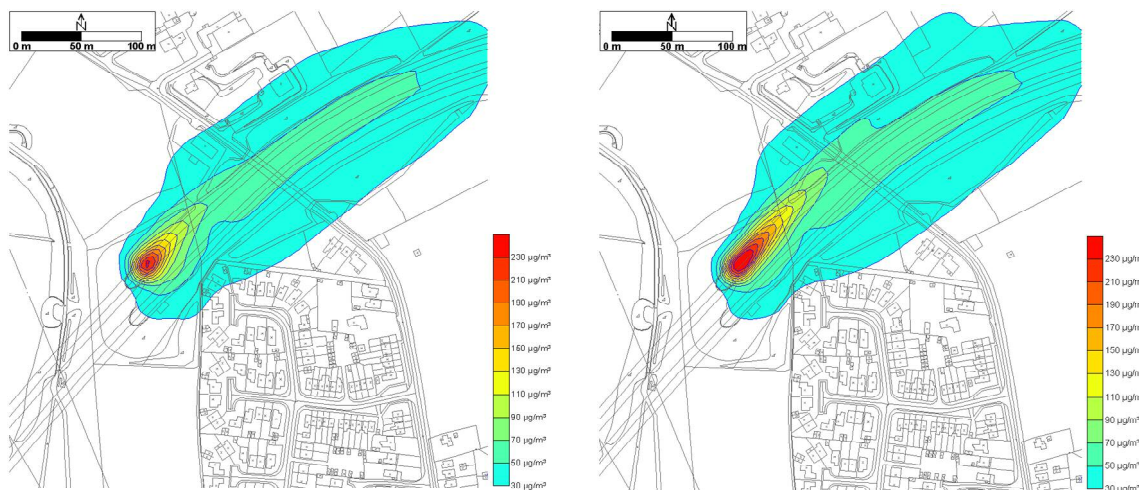 N
0 m 50 m 100 m
230 µg/m³
210 µg/m³
190 µg/m³
170 µg/m³
150 µg/m³
130 µg/m³
110 µg/m³
90 µg/m³
70 µg/m³
50 µg/m³
30 µg/m³
N
0 m 50 m 100 m
230 µg/m
210 µg/m
190 µg/m
170 µg/m
150 µg/m
130 µg/m
110 µg/m
90 µg/m³
70 µg/m³
50 µg/m³
30 µg/m³